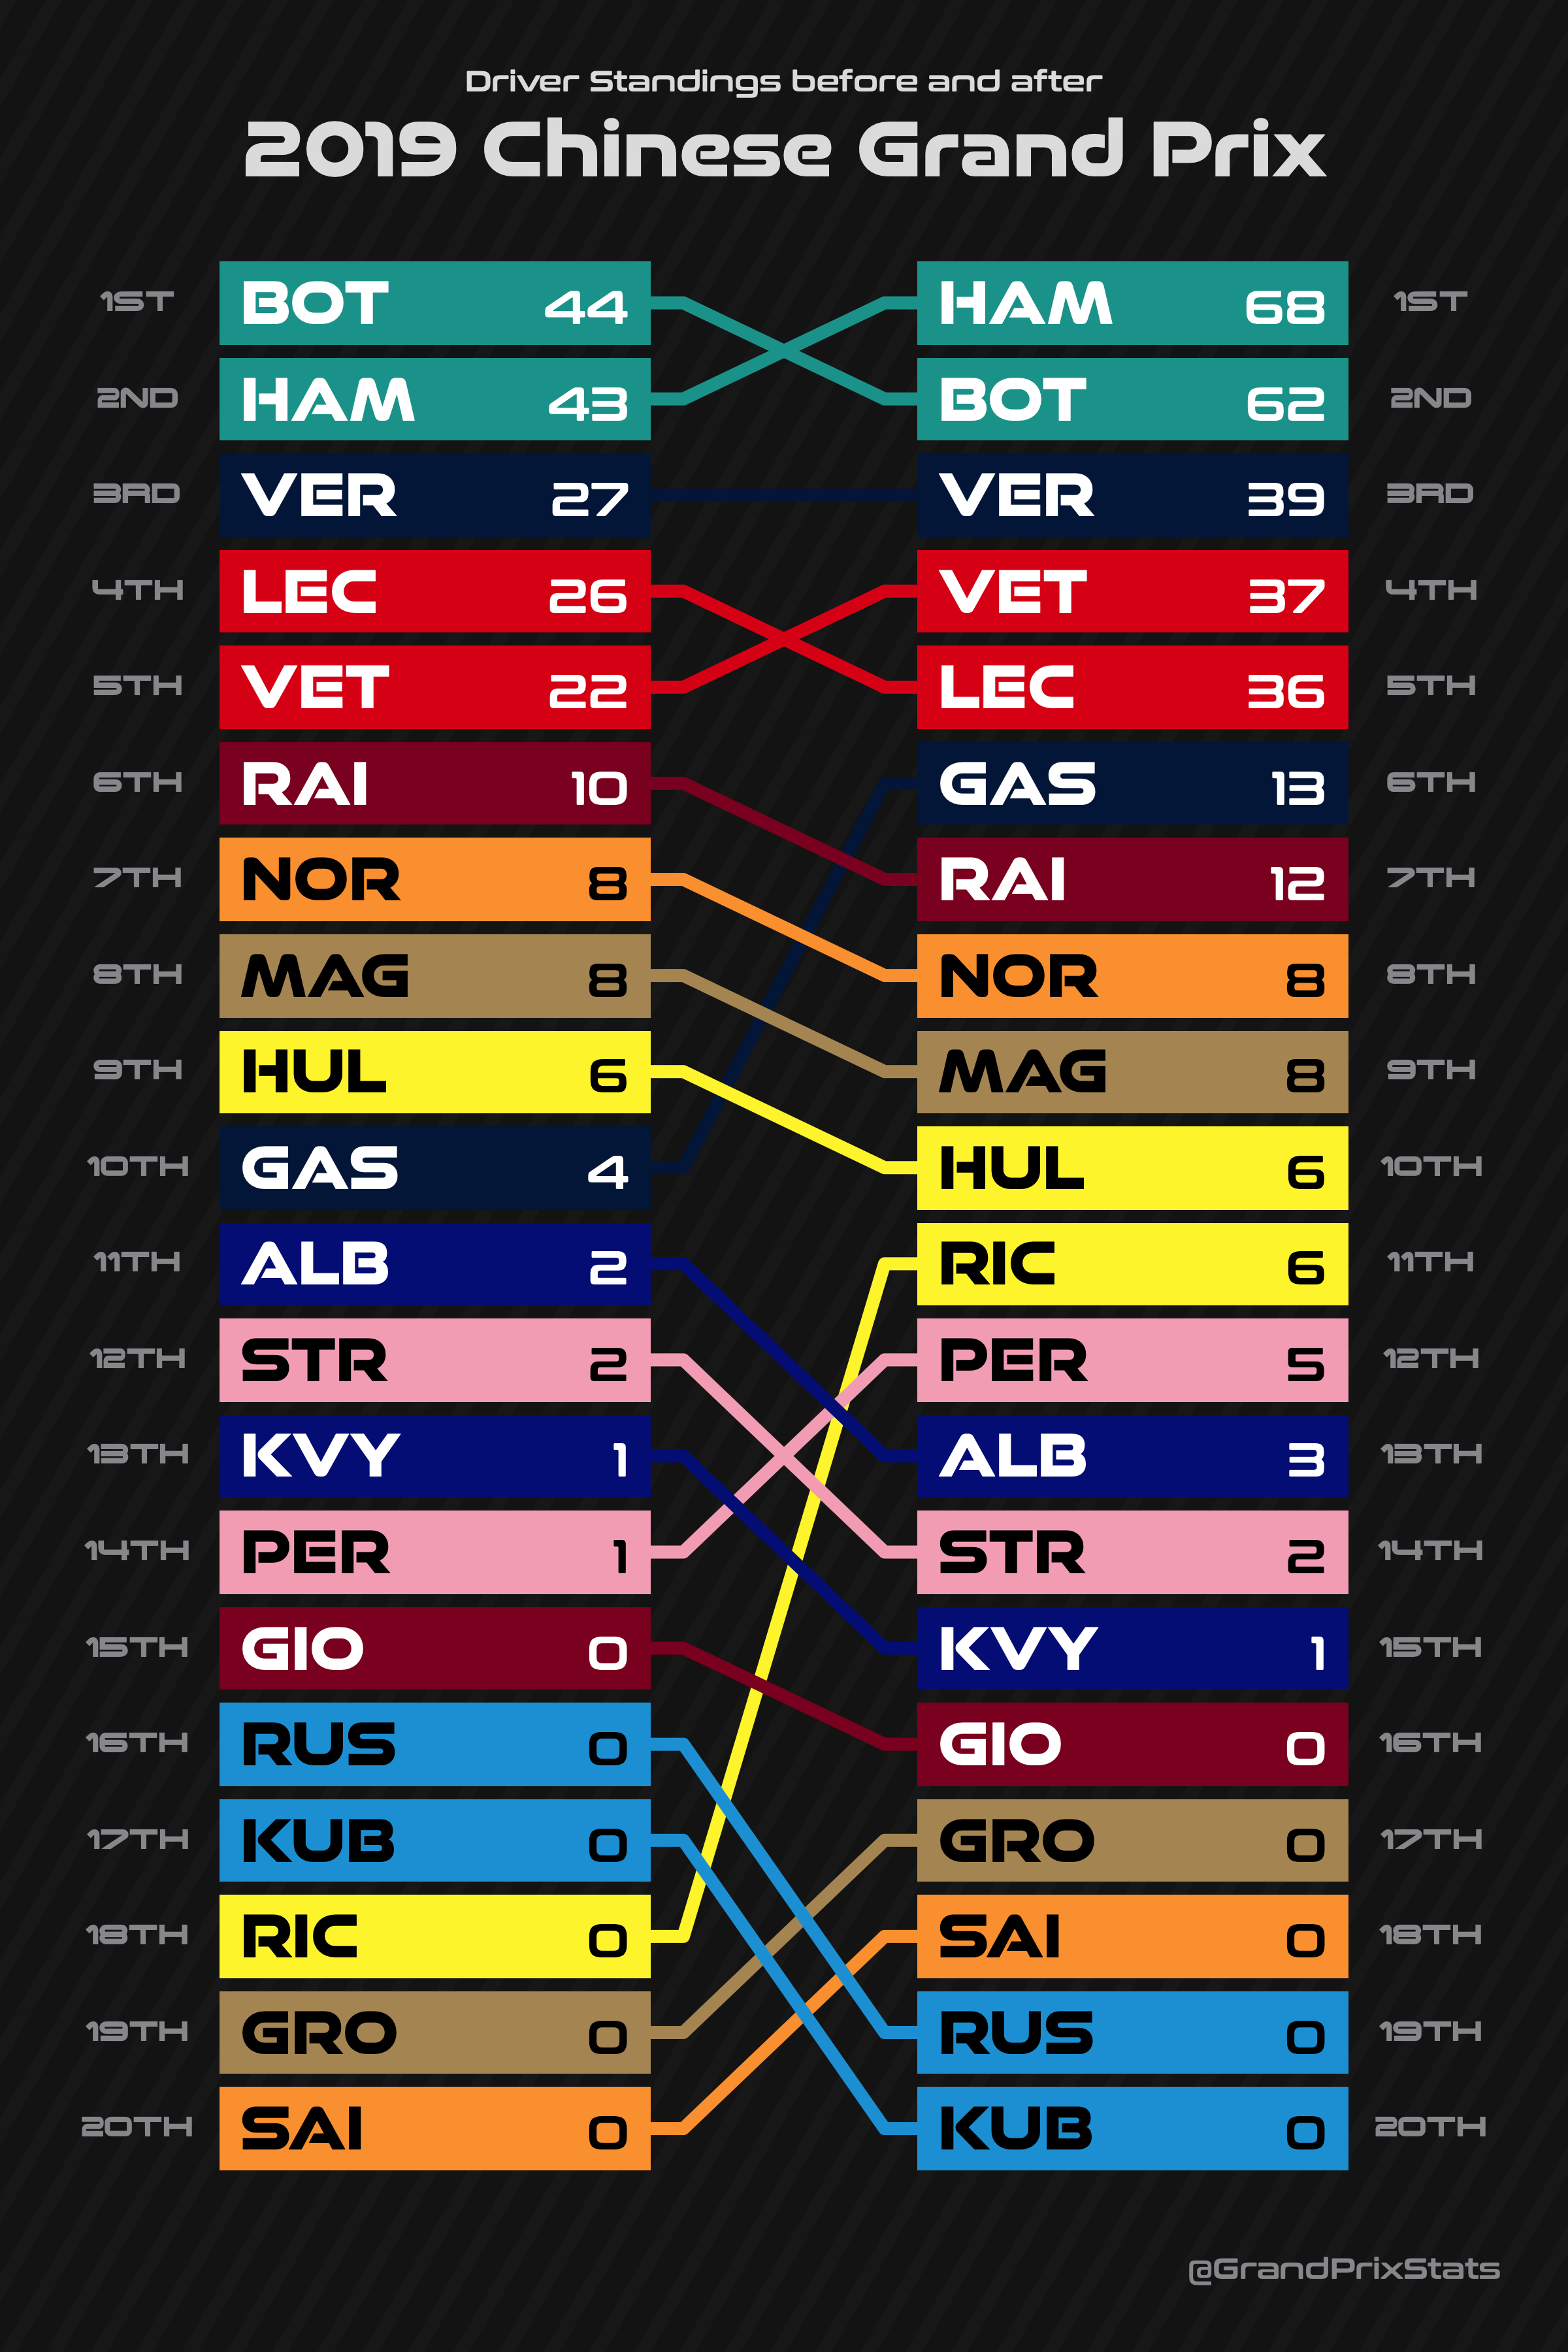 Driver Standings before and after
2019 Chinese Grand Prix
1ST BOT 44 HAM 68 1ST
2ND HAM 43 BOT 62 2ND
3RD VER 27 VER 39 3RD
4TH LEC 26 VET 37 4TH
5TH VET 22 LEC 36 5TH
6TH RAI 10 GAS 13 6TH
7TH NOR 8 RAI 12 7TH
8TH MAG 8 NOR 8 8TH
9TH HUL 6 MAG 8 9TH
10TH GAS 4 HUL 6 10TH
11TH ALB 2 RIC 6 11TH
12TH STR 2 PER 5 12TH
13TH KVY 1 ALB 3 13TH
14TH PER 1 STR 2 14TH
15TH GIO 0 KVY 1 15TH
16TH RUS 0 GIO 0 16TH
17TH KUB 0 GRO 0 17TH
18TH RIC 0 SAI 0 18TH
19TH GRO 0 RUS 0 19TH
20TH SAI 0 KUB 0 20TH
@GrandPrixStats